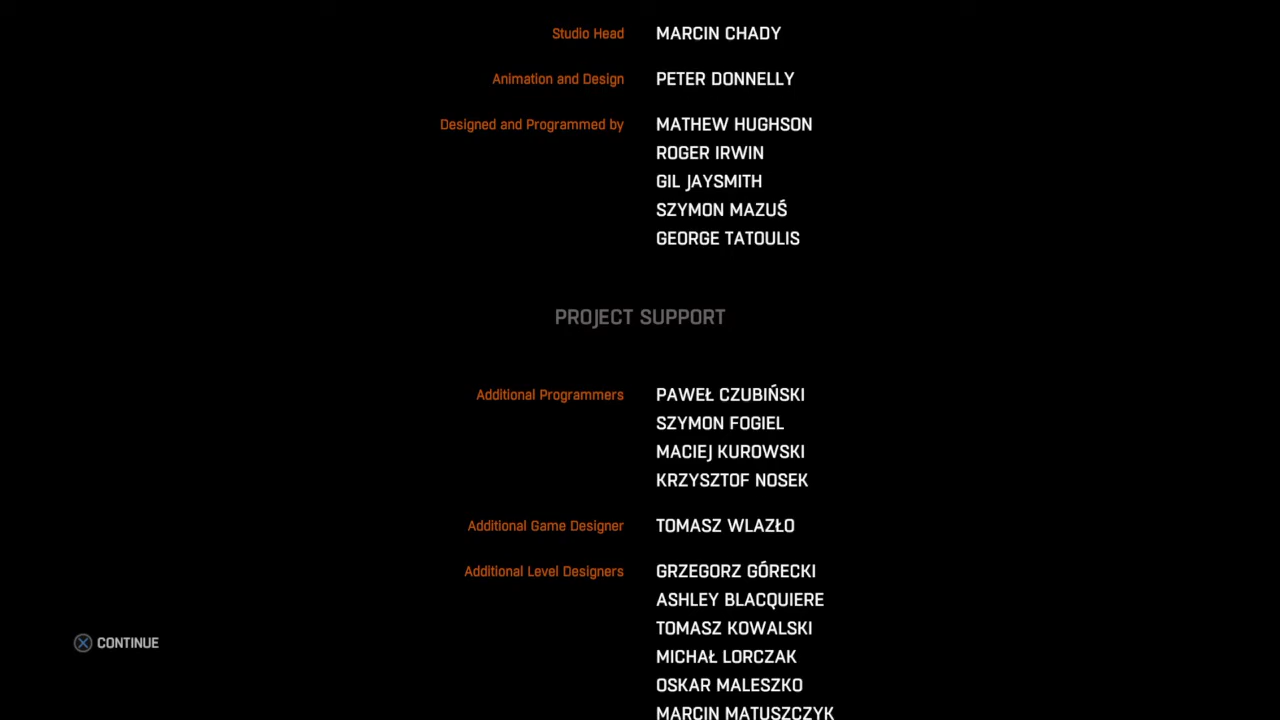 Studio Head MARCIN CHADY
Animation and Design PETER DONNELLY
Designed and Programmed by MATHEW HUGHSON
ROGER IRWIN
GIL JAYSMITH
SZYMON MAZUŚ
GEORGE TATOULIS
PROJECT SUPPORT
Additional Programmers PAWEŁ CZUBIŃSKI
SZYMON FOGIEL
MACIEJ KUROWSKI
KRZYSZTOF NOSEK
Additional Game Designer TOMASZ WLAZŁO
Additional Level Designers GRZEGORZ GÓRECKI
ASHLEY BLACQUIERE
TOMASZ KOWALSKI
CONTINUE
MICHAŁ LORCZAK
OSKAR MALESZKO
MARCIN MATUSZCZYK